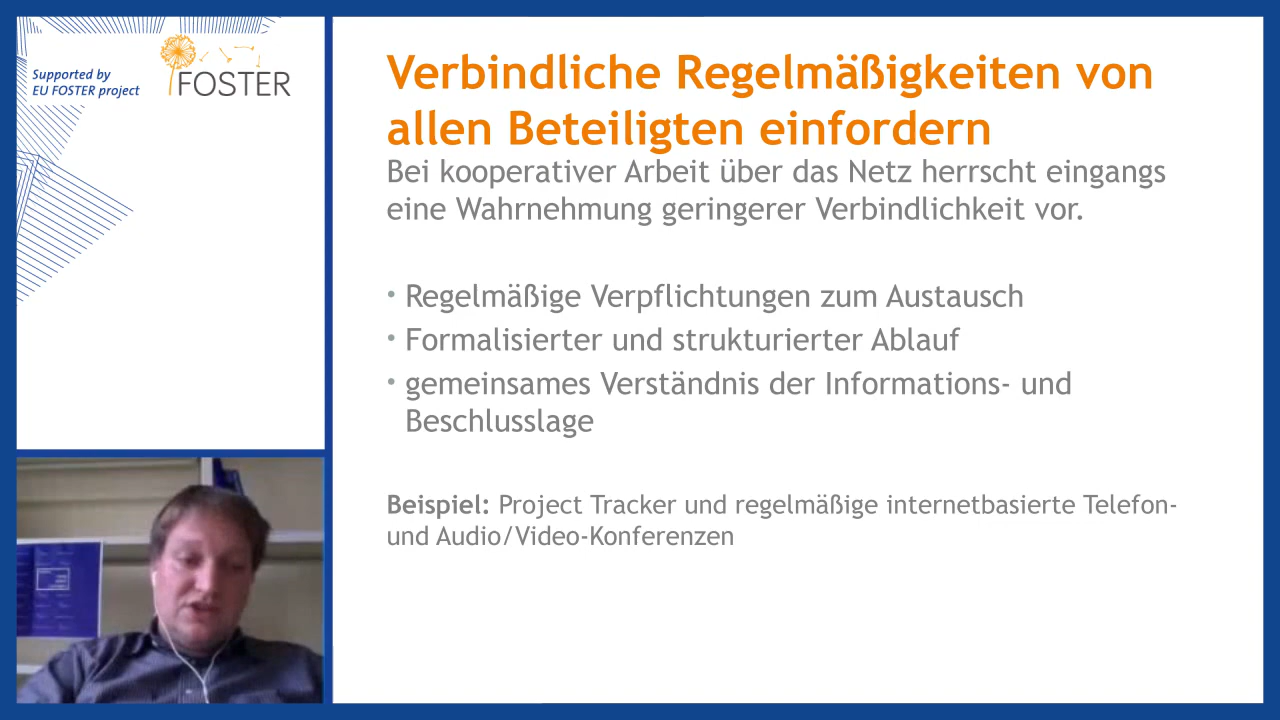 Supported by
EU FOSTER project
FOSTER
Verbindliche Regelmäßigkeiten von
allen Beteiligten einfordern
Bei kooperativer Arbeit über das Netz herrscht eingangs
eine Wahrnehmung geringerer Verbindlichkeit vor.
• Regelmäßige Verpflichtungen zum Austausch
• Formalisierter und strukturierter Ablauf
• gemeinsames Verständnis der Informations- und
Beschlusslage
Beispiel: Project Tracker und regelmäßige internetbasierte Telefon-
und Audio/Video-Konferenzen